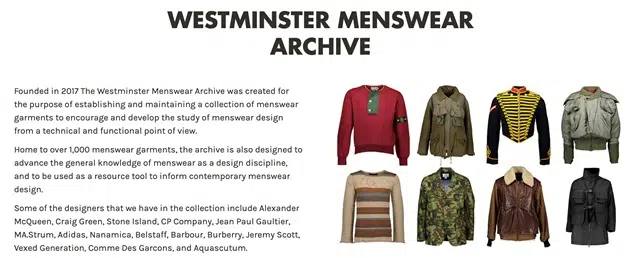 WESTMINSTER MENSWEAR
ARCHIVE
Founded in 2017 The Westminster Menswear Archive was created for
the purpose of establishing and maintaining a collection of menswear
garments to encourage and develop the study of menswear design
from a technical and functional point of view.
Home to over 1,000 menswear garments, the archive is also designed to
advance the general knowledge of menswear as a design discipline,
and to be used as a resource tool to inform contemporary menswear
design.
Some of the designers that we have in the collection include Alexander
McQueen, Craig Green, Stone Island, CP Company, Jean Paul Gaultier,
MA.Strum, Adidas, Nanamica, Belstaff, Barbour, Burberry, Jeremy Scott,
Vexed Generation, Comme Des Garcons, and Aquascutum.